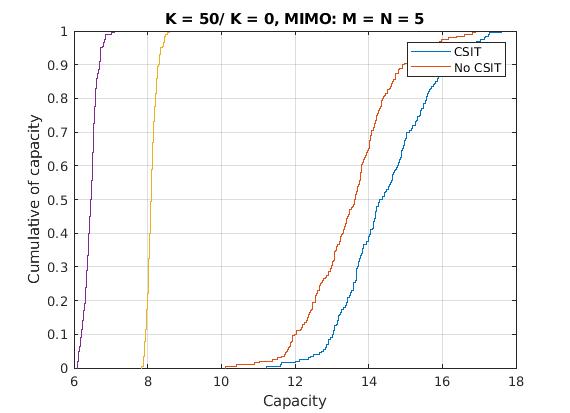 K = 50/ K = 0, MIMO: M = N = 5
1
0.9
0.8
0.7
0.6
0.5
0.4
0.3
0.2
0.1
0
Cumulative of capacity
CSIT
No CSIT
6 8 10 12 14 16 18
Capacity